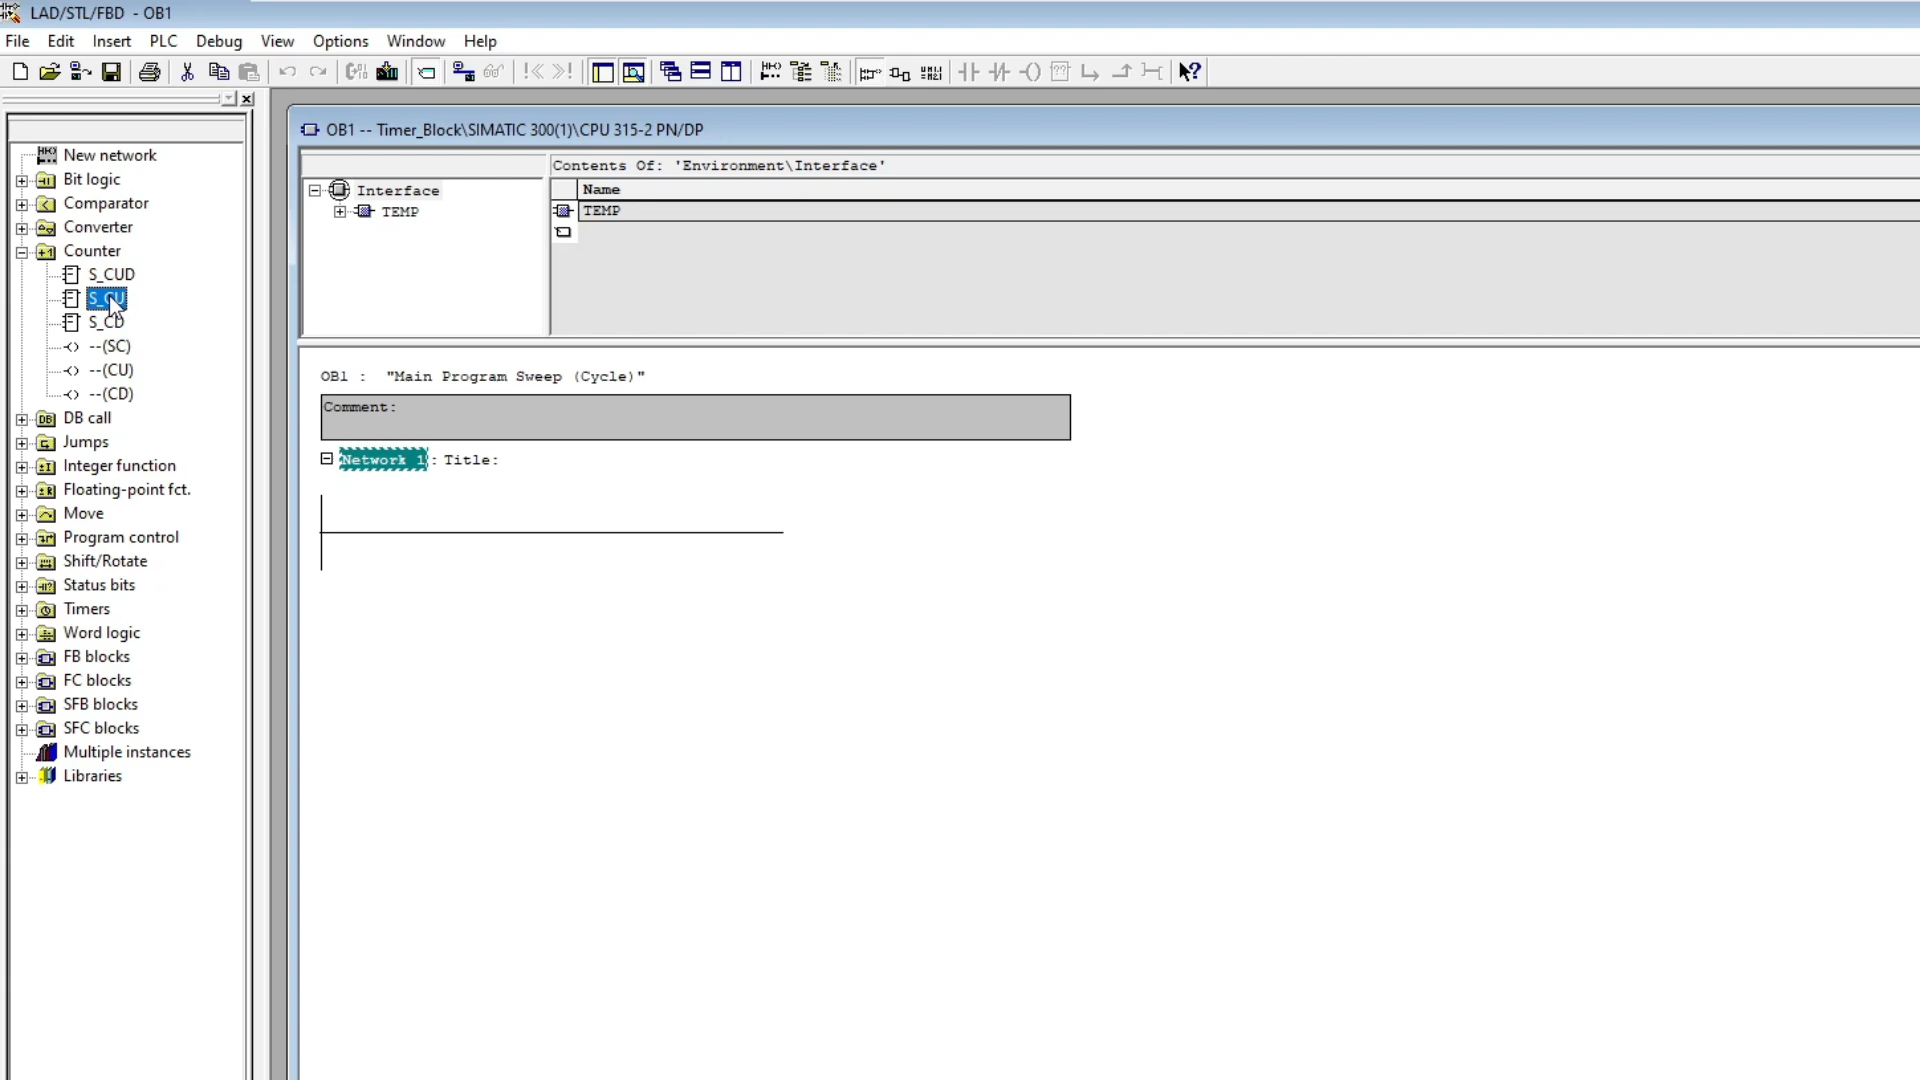 LAD/STL/FBD - OB1
File Edit Insert PLC Debug View Options Window Help
New network
Bit logic
Comparator
Converter
Counter
S_CUD
S_CU
S_CD
--(SC)
--(CU)
--(CD)
DB call
Jumps
Integer function
Floating-point fct.
Move
Program control
Shift/Rotate
Status bits
Timers
Word logic
FB blocks
FC blocks
SFB blocks
SFC blocks
Multiple instances
Libraries
OB1 -- Timer_Block\SIMATIC 300(1)\CPU 315-2 PN/DP
Contents Of: 'Environment\Interface'
Interface
TEMP
Name
TEMP
OB1 : "Main Program Sweep (Cycle)"
Comment:
Network 1: Title: